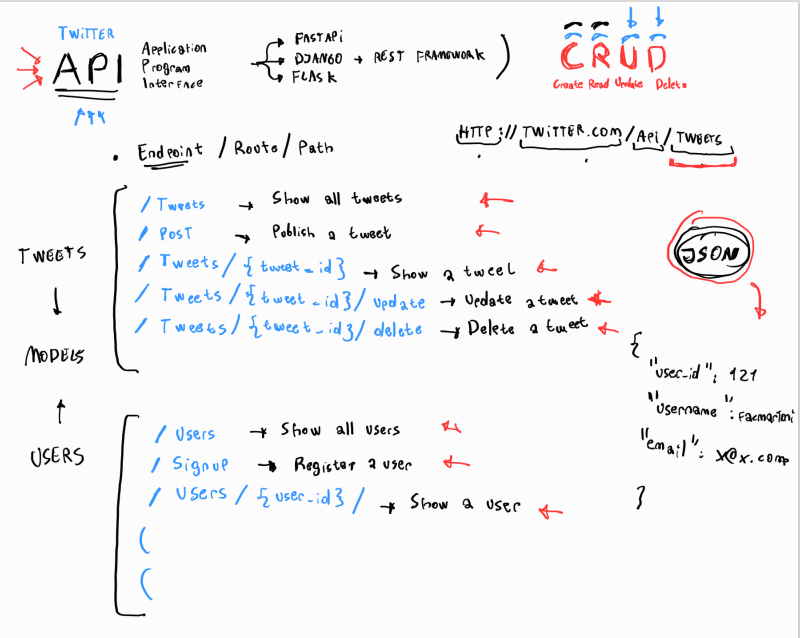 TWITTER
API
Application
Program
Interface
FASTAPi
DJANGO → REST FRAMEWORK
FLASK
)
CRUD
Create Read Update Delete
HTTP://TWITTER.COM/Api/TWEETS
• Endpoint / Route / Path
TWEETS
/ Tweets → Show all tweets
/ POST → Publish a tweet
/ Tweets / {tweet_id} → Show a tweet
/ Tweets / {tweet_id} / update → Update a tweet
/ Tweets / {tweet_id} / delete → Delete a tweet
MODELS
USERS
/ Users → Show all users
/ Signup → Register a user
/ Users / {user_id} / → Show a user
(
(
JSON
{
"user_id": 121
"username": facmartoni
"email": x@x.comp
}